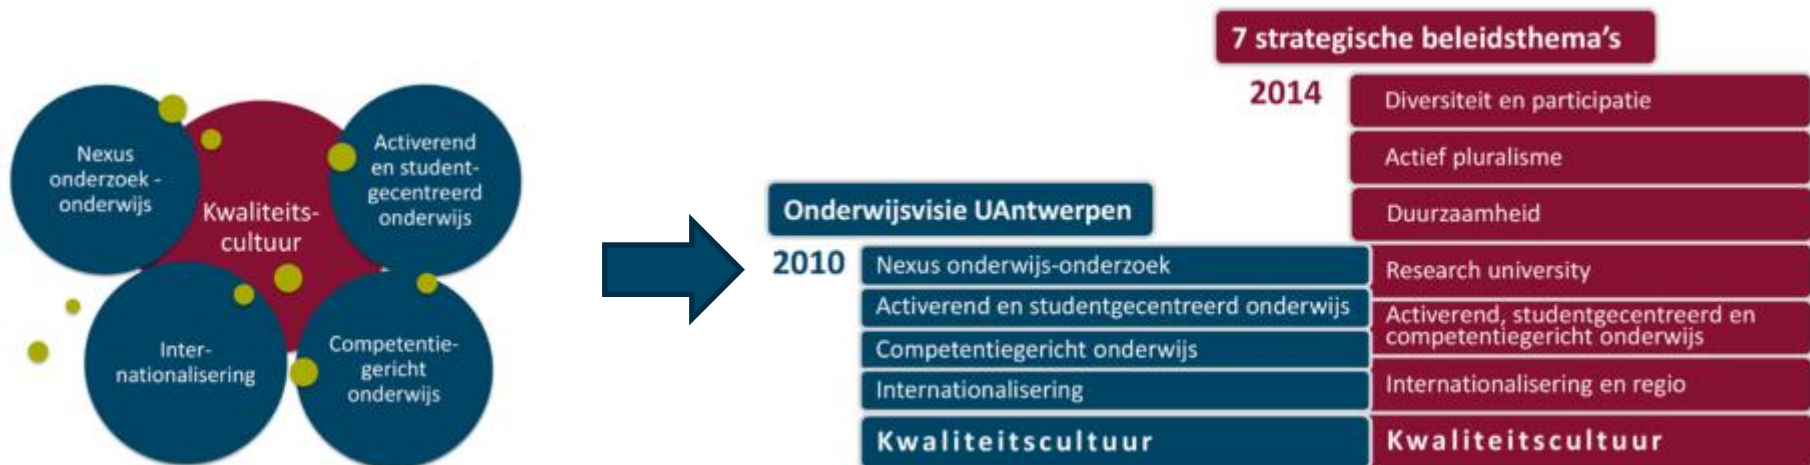 Nexus
onderzoek -
onderwijs
Activerend
en student-
gecentreerd
onderwijs
Kwaliteits-
cultuur
Inter-
nationalisering
Competentie-
gericht
onderwijs
Onderwijsvisie UAntwerpen
2010
Nexus onderwijs-onderzoek
Activerend en studentgecentreerd onderwijs
Competentiegericht onderwijs
Internationalisering
Kwaliteitscultuur
7 strategische beleidsthema's
2014
Diversiteit en participatie
Actief pluralisme
Duurzaamheid
Research university
Activerend, studentgecentreerd en
competentiegericht onderwijs
Internationalisering en regio
Kwaliteitscultuur